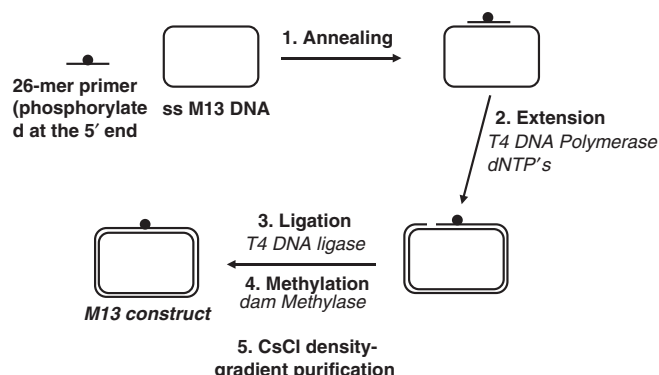 1. Annealing
26-mer primer
(phosphorylate
d at the 5′ end
ss M13 DNA
2. Extension
T4 DNA Polymerase
dNTP′s
3. Ligation
T4 DNA ligase
4. Methylation
dam Methylase
M13 construct
5. CsCl density-
gradient purification